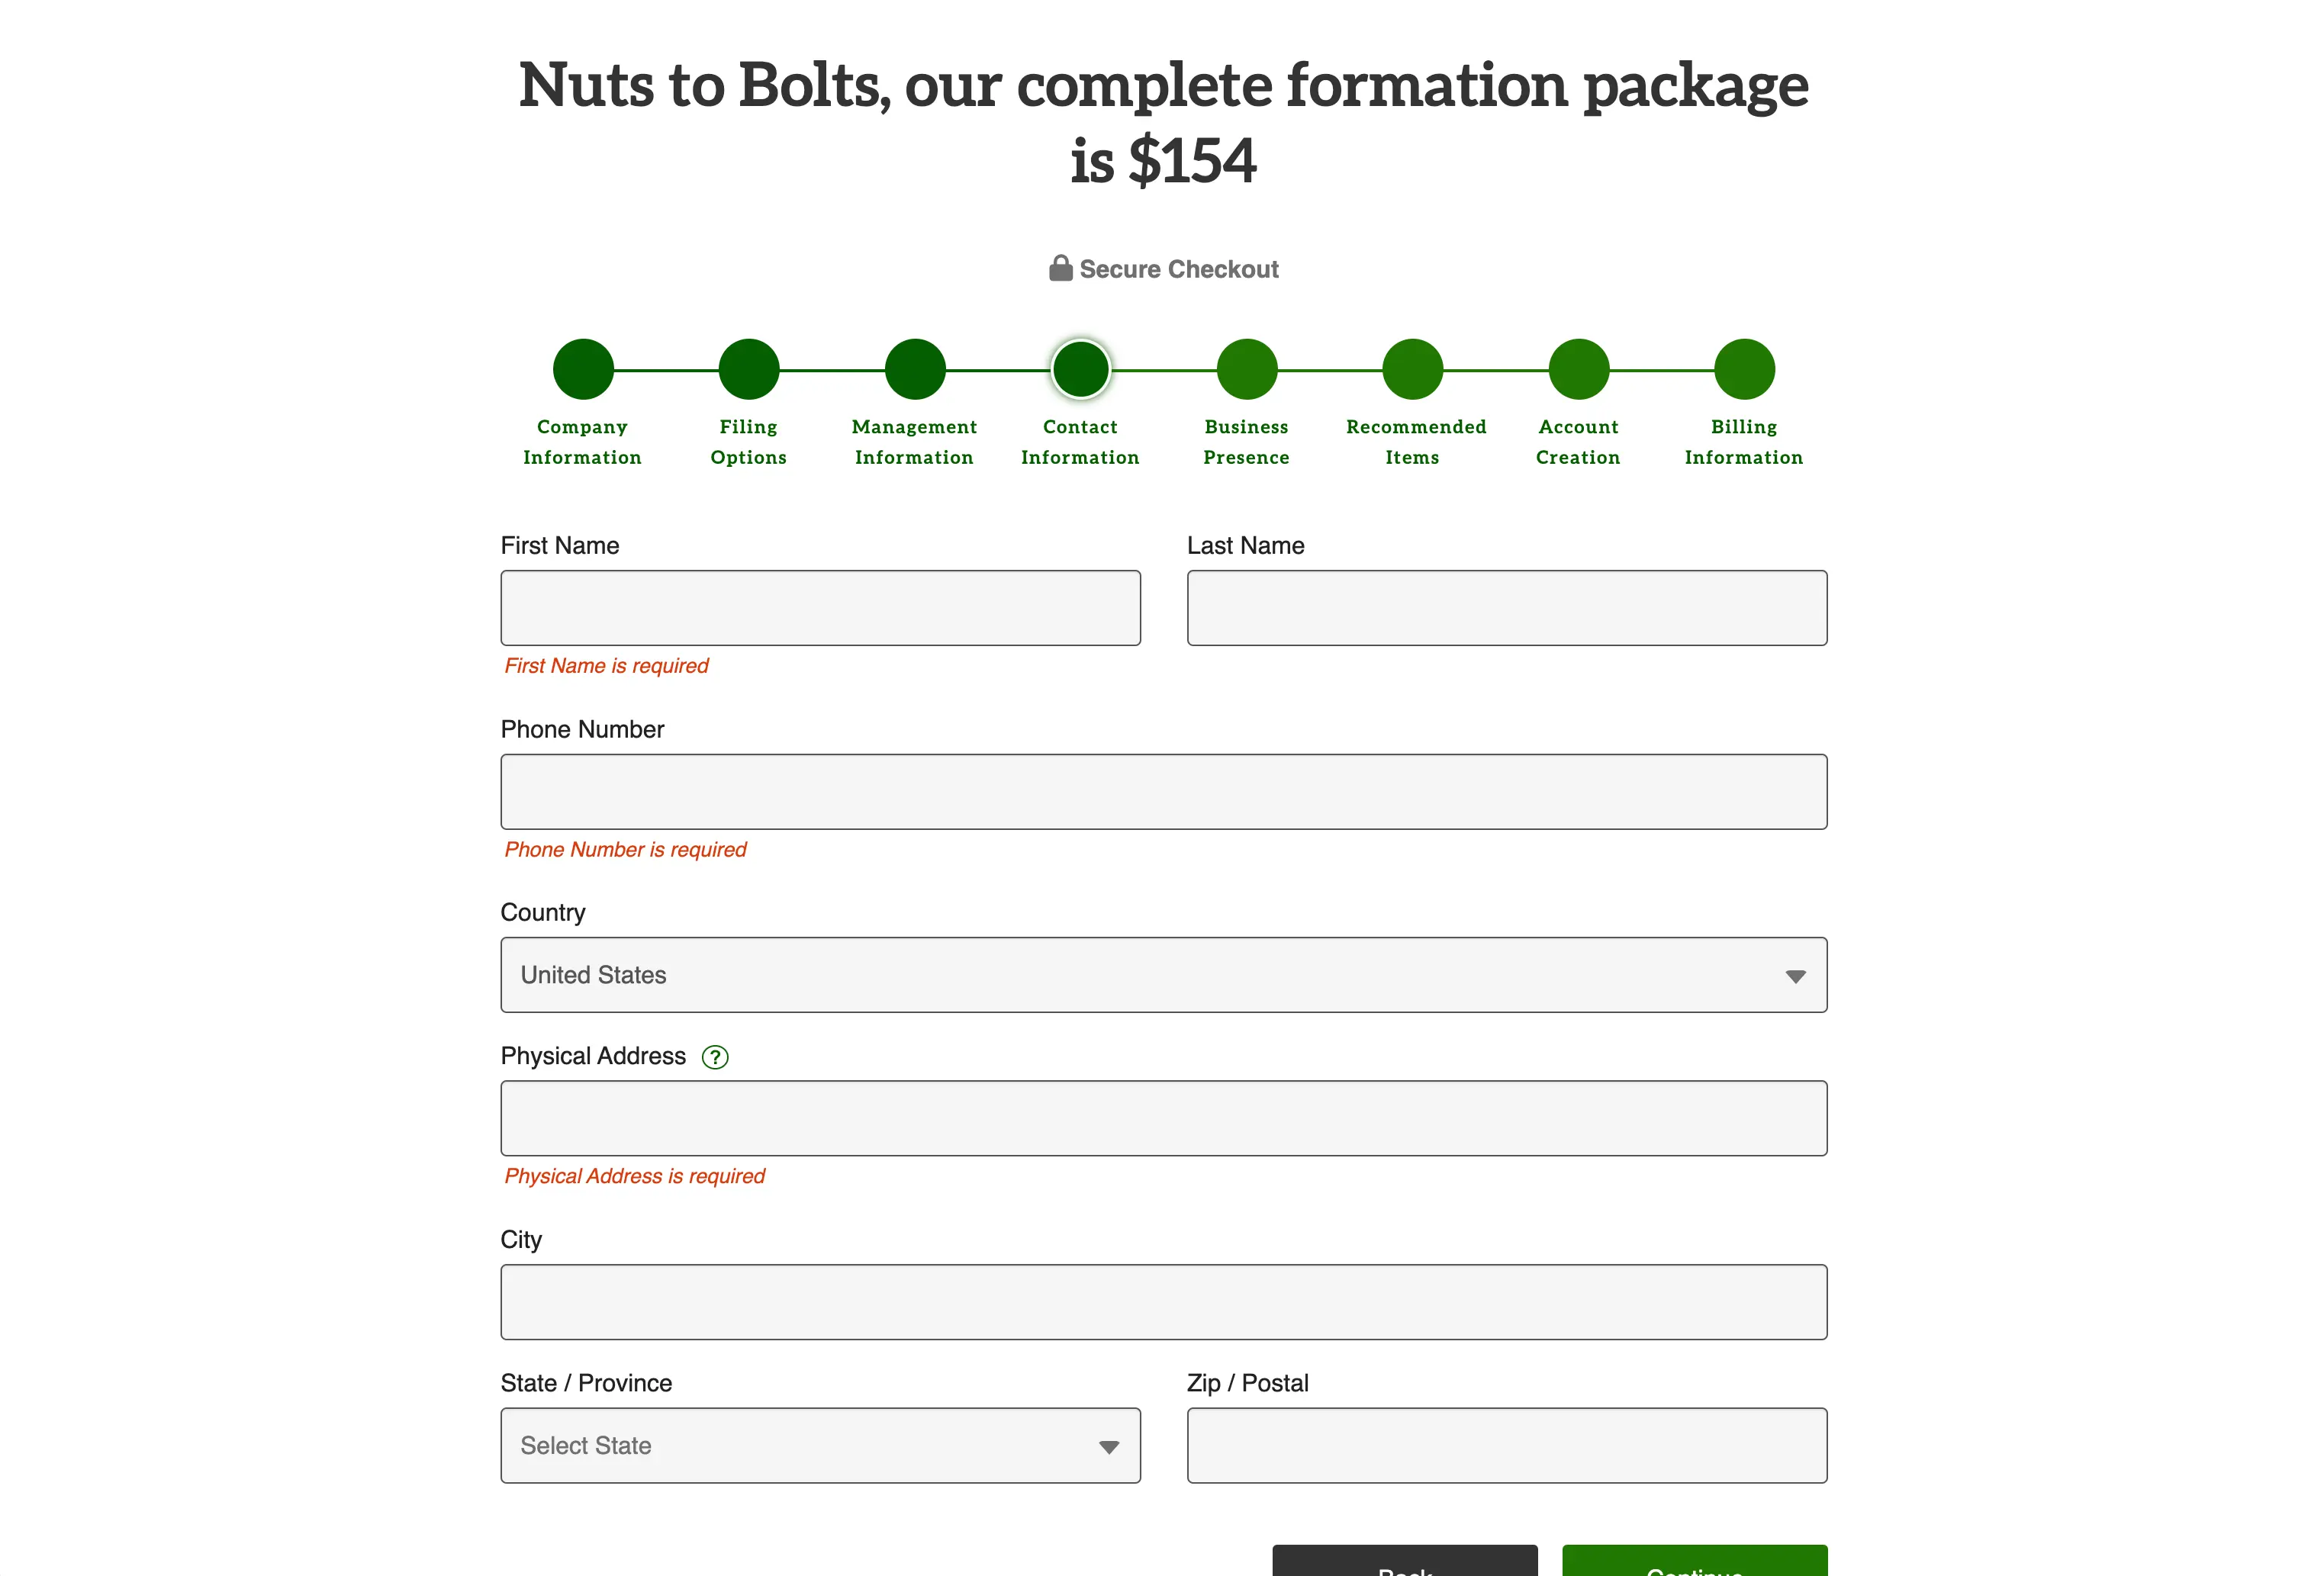 Nuts to Bolts, our complete formation package
is $154
Secure Checkout
Company
Information
Filing
Options
Management
Information
Contact
Information
Business
Presence
Recommended
Items
Account
Creation
Billing
Information
First Name
Last Name
First Name is required
Phone Number
Phone Number is required
Country
United States
Physical Address ?
Physical Address is required
City
State / Province
Zip / Postal
Select State
Back
Continue